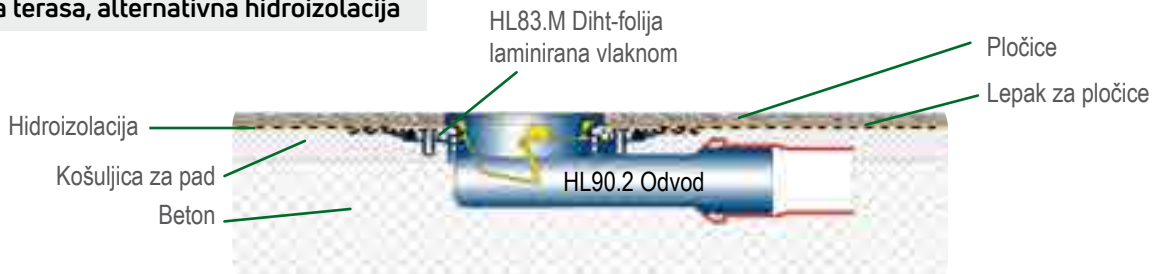 terasa, alternativna hidroizolacija
HL83.M Diht-folija
laminirana vlaknom
Pločice
Lepak za pločice
Hidroizolacija
Košuljica za pad
Beton
HL90.2 Odvod